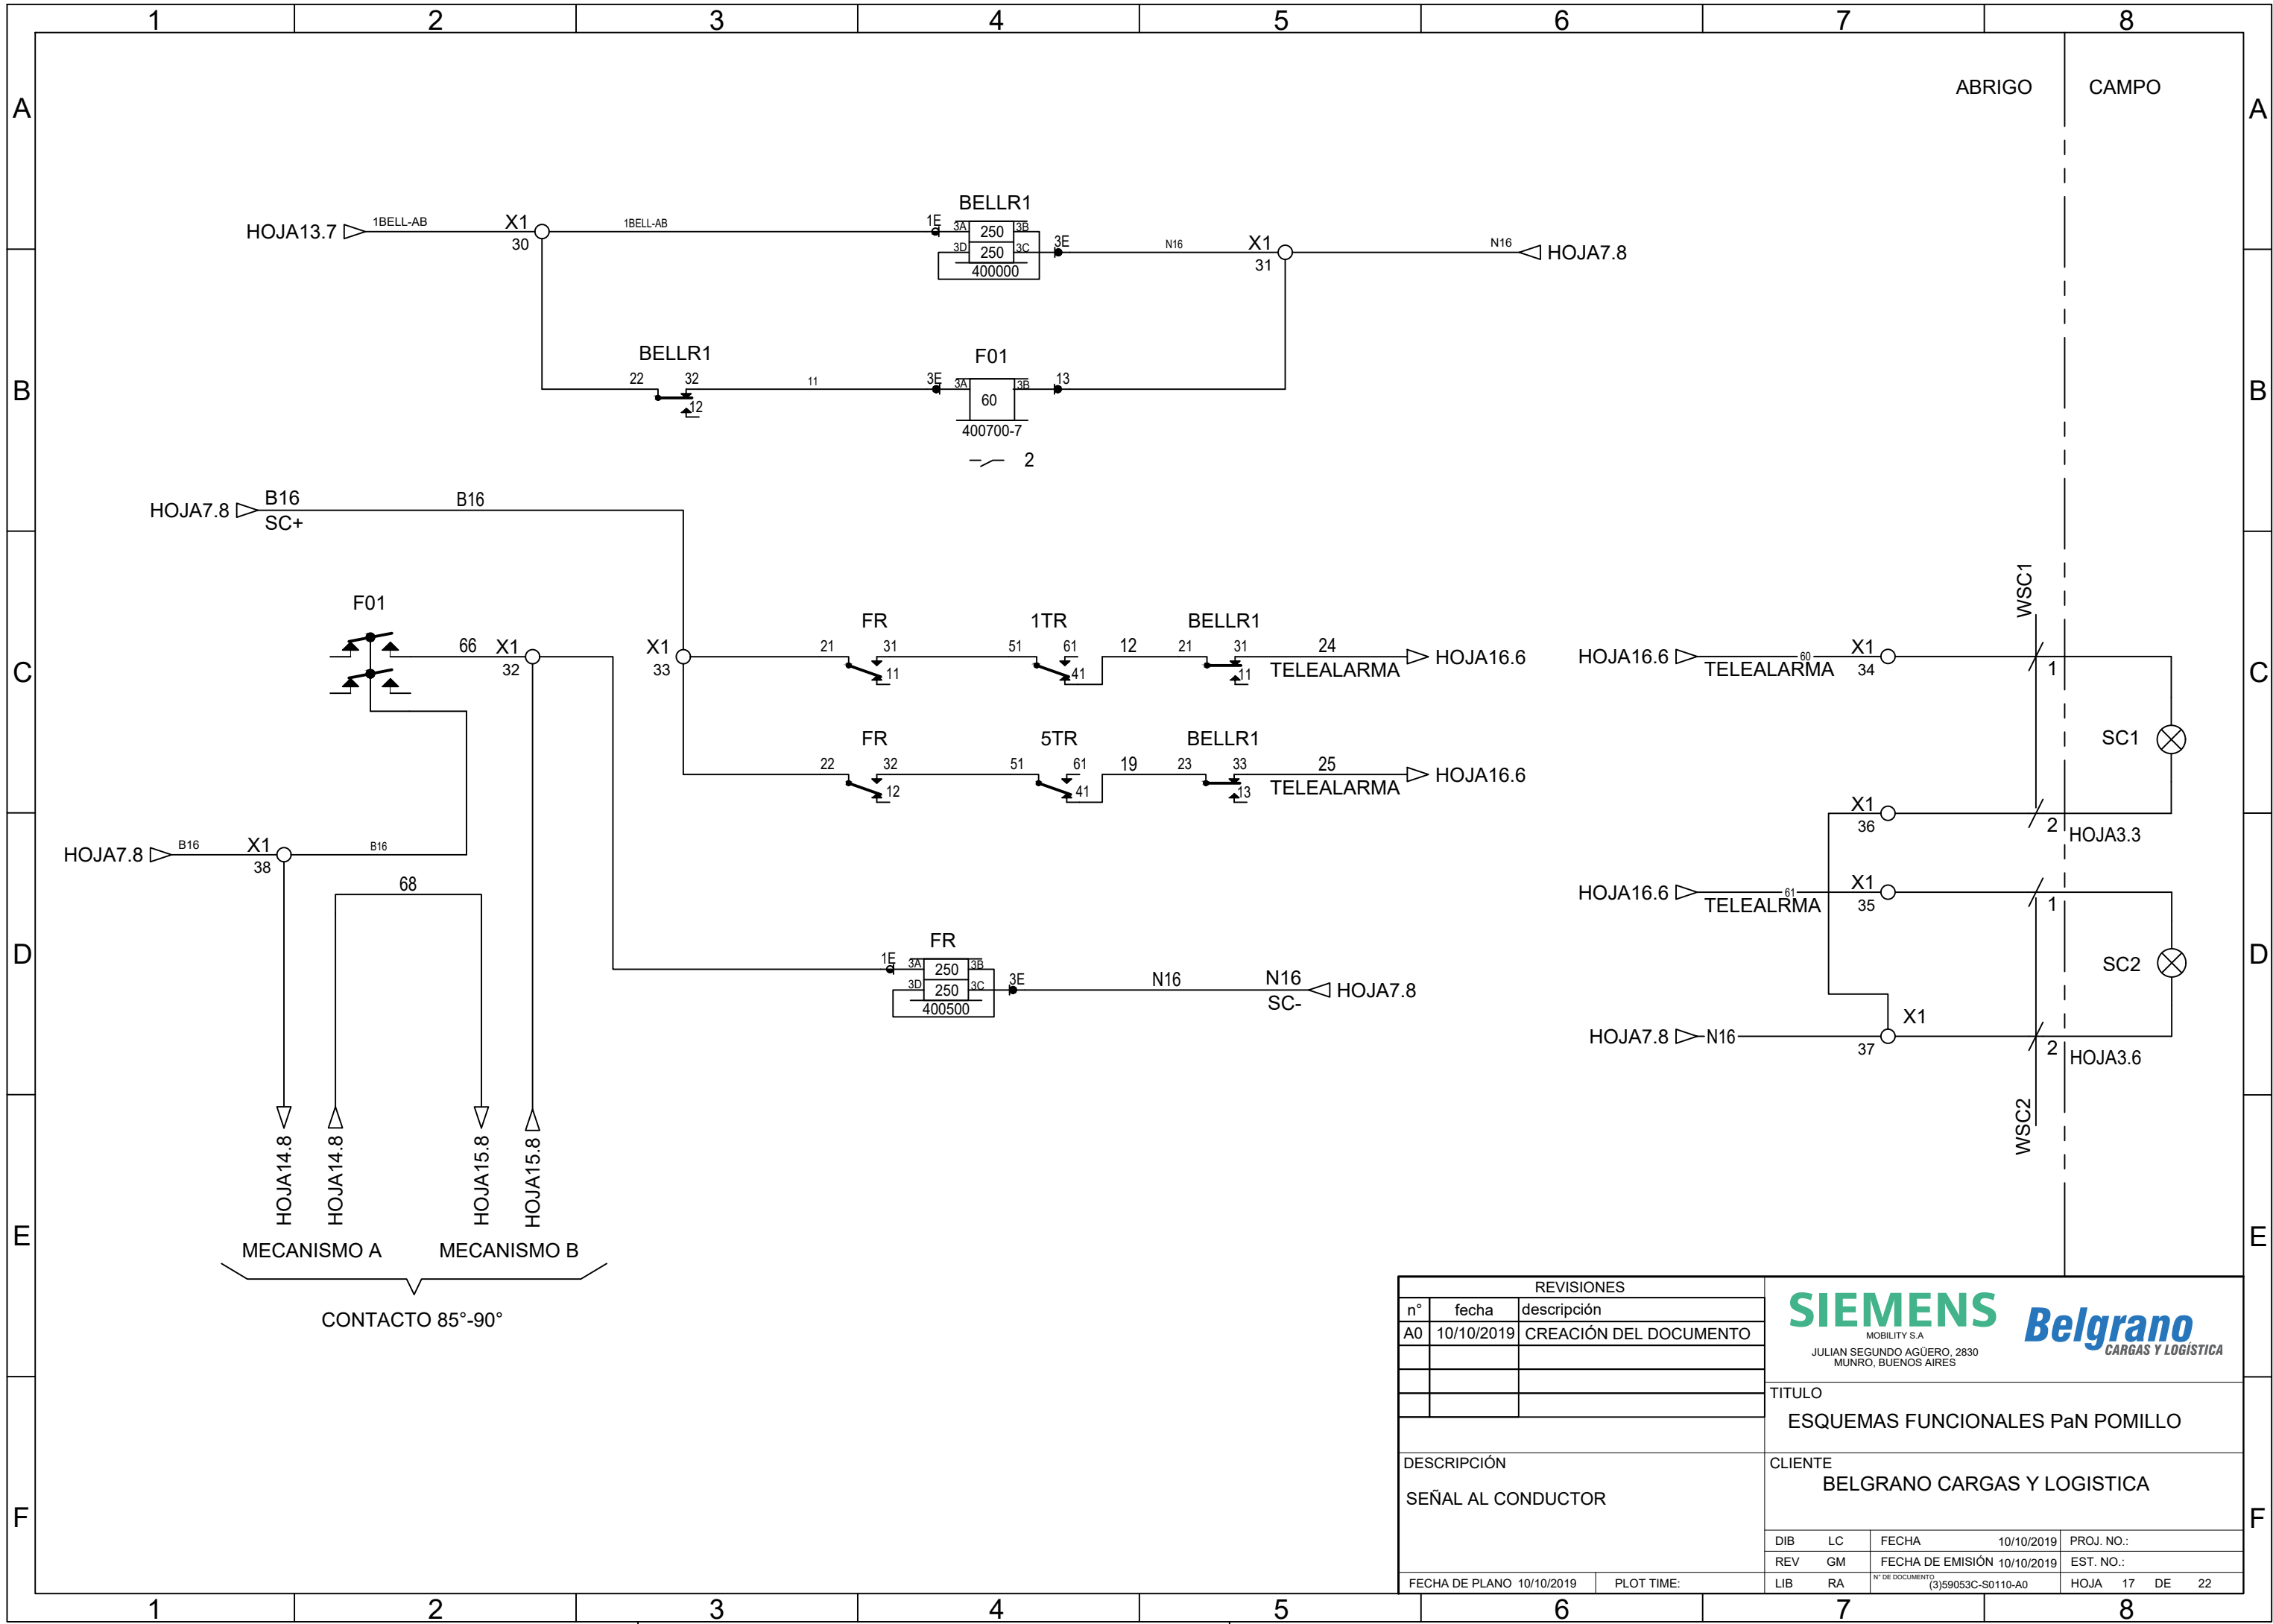 1 2 3 4 5 6 7 8
A A
ABRIGO CAMPO
BELLR1
HOJA13.7 1BELL-AB X1 30 1BELL-AB 1E 3A 250 3B
3D 250 3C 3E N16 X1 31 N16 HOJA7.8
400000
B B
BELLR1 F01
22 32 12 11 3E 3A 60 3B 13
400700-7
2
HOJA7.8 B16 B16
SC+
C C
F01
66 X1 32
X1 33
FR 1TR BELLR1
21 31 11 51 61 41 12 21 31 11 24 HOJA16.6
TELEALARMA
FR 5TR BELLR1
22 32 12 51 61 41 19 23 33 13 25 HOJA16.6
TELEALARMA
WSC1
HOJA16.6 60 X1 34 1
TELEALARMA
SC1
X1 36 2 HOJA3.3
D D
HOJA7.8 B16 X1 38 B16
68
HOJA16.6 61 X1 35 1
TELEALRMA
SC2
FR
1E 3A 250 3B
3D 250 3C 3E N16 N16 HOJA7.8
400500 SC-
HOJA7.8 N16 X1 37 2 HOJA3.6
WSC2
HOJA14.8 HOJA14.8 HOJA15.8 HOJA15.8
E E
MECANISMO A MECANISMO B
CONTACTO 85°-90°
REVISIONES
n° fecha descripción
A0 10/10/2019 CREACIÓN DEL DOCUMENTO
SIEMENS
MOBILITY S.A
JULIAN SEGUNDO AGÜERO, 2830
MUNRO, BUENOS AIRES
Belgrano
CARGAS Y LOGÍSTICA
TITULO
ESQUEMAS FUNCIONALES PaN POMILLO
DESCRIPCIÓN
SEÑAL AL CONDUCTOR
CLIENTE
BELGRANO CARGAS Y LOGISTICA
F F
DIB LC FECHA 10/10/2019 PROJ. NO.:
REV GM FECHA DE EMISIÓN 10/10/2019 EST. NO.:
FECHA DE PLANO 10/10/2019 PLOT TIME: LIB RA N° DE DOCUMENTO (3)59053C-S0110-A0 HOJA 17 DE 22
1 2 3 4 5 6 7 8